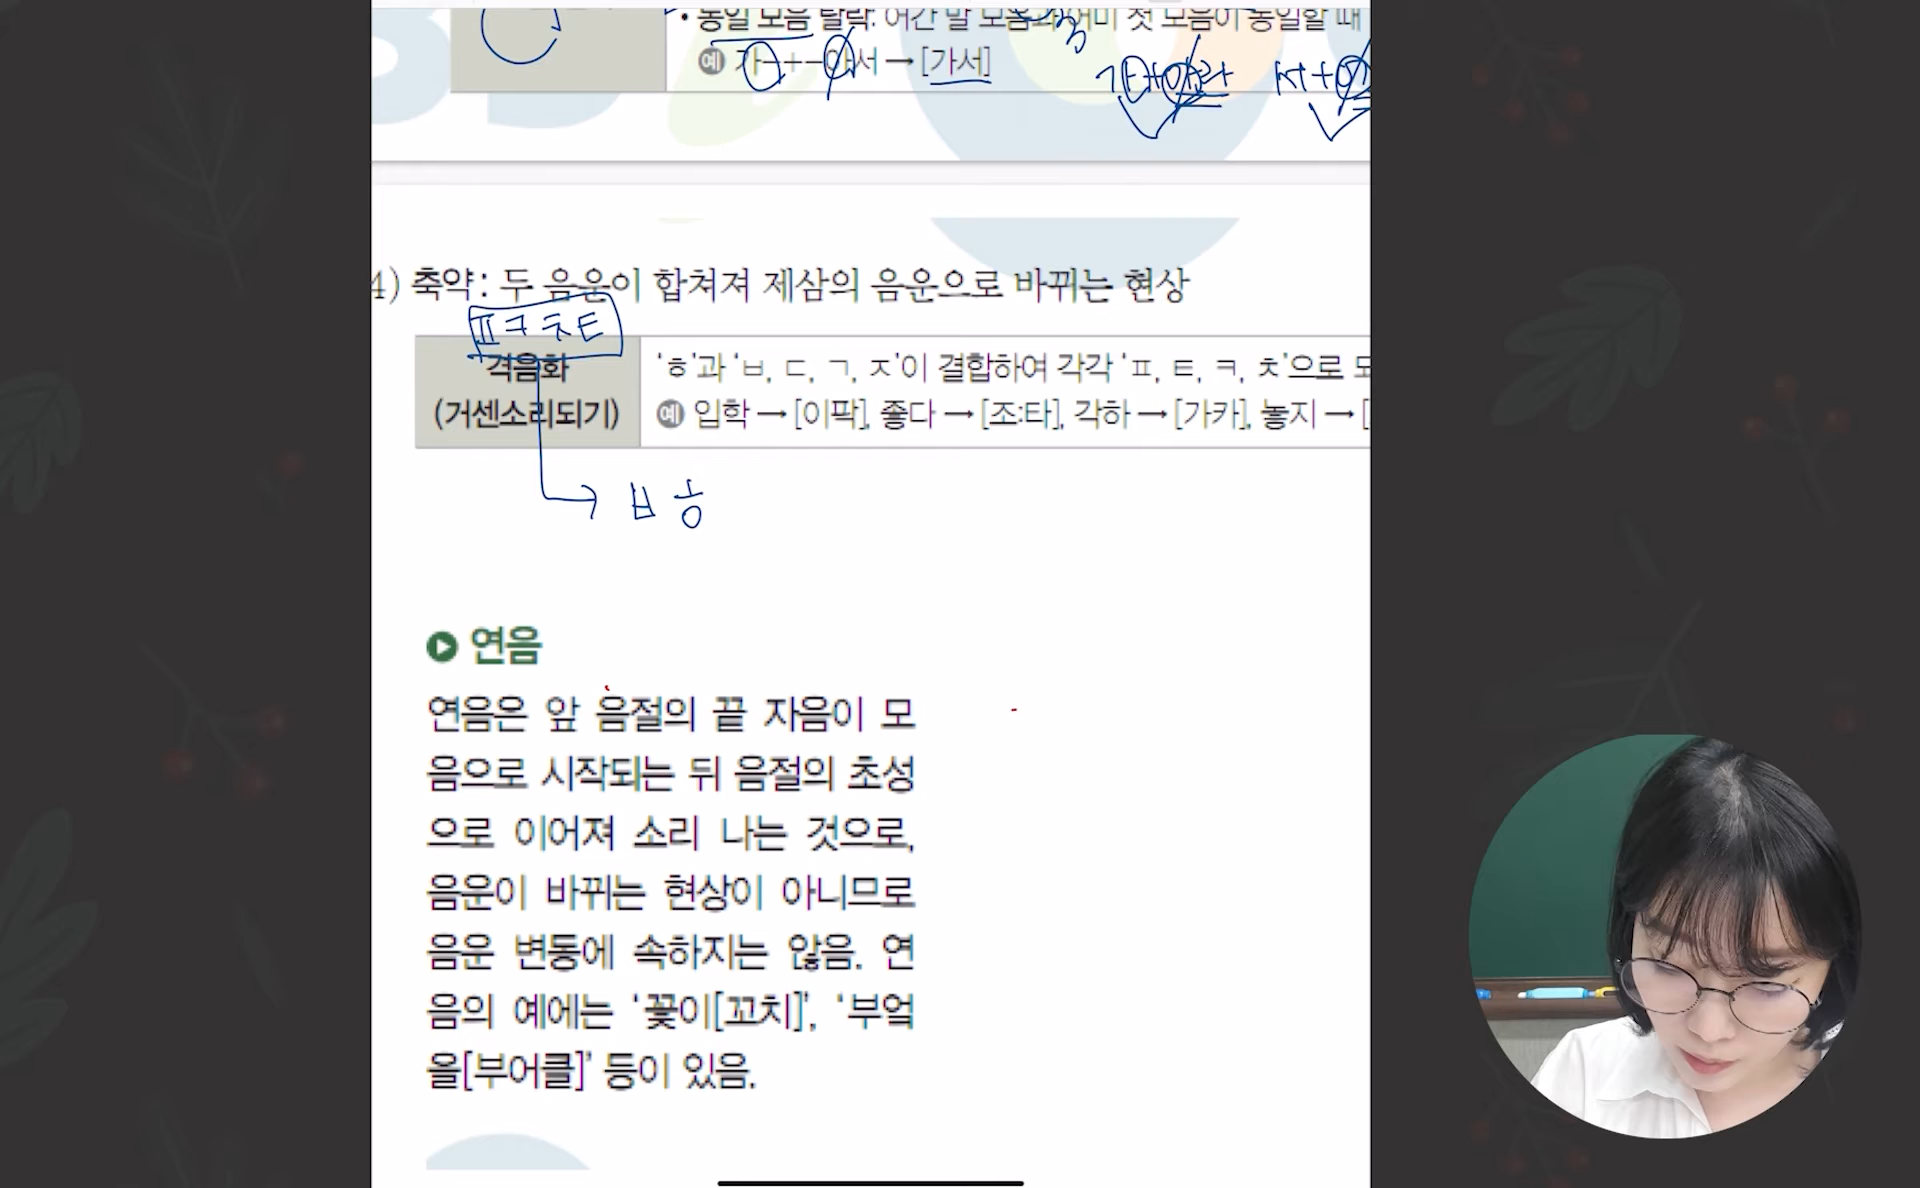 • 동일 모음 탈락: 어간 말 모음과 어미 첫 모음이 동일할 때
예 가-+-아서 → [가서]
가+아라 서+어
4) 축약 : 두 음운이 합쳐져 제삼의 음운으로 바뀌는 현상
ㅍㅋㅊㅌ
격음화
(거센소리되기)
'ㅎ'과 'ㅂ, ㄷ, ㄱ, ㅈ'이 결합하여 각각 'ㅍ, ㅌ, ㅋ, ㅊ'으로
예 입학 → [이팍], 좋다 → [조ː타], 각하 → [가카], 놓지 → [
→ ㅂ ㅎ
연음
연음은 앞 음절의 끝 자음이 모
음으로 시작되는 뒤 음절의 초성
으로 이어져 소리 나는 것으로,
음운이 바뀌는 현상이 아니므로
음운 변동에 속하지는 않음. 연
음의 예에는 '꽃이[꼬치]', '부엌
을[부어클]' 등이 있음.